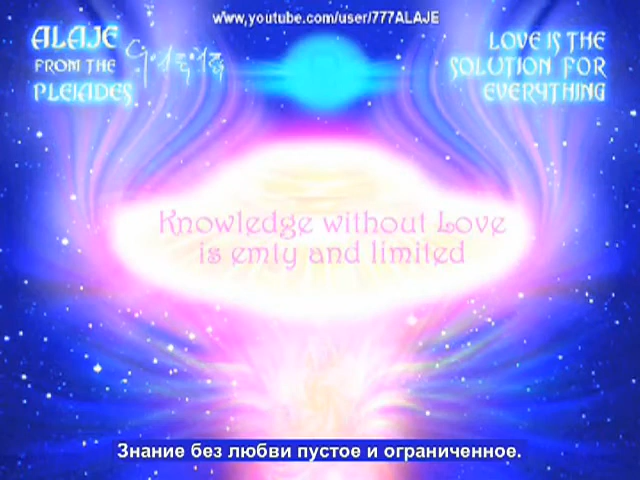 www.youtube.com/user/777ALAJE
ALAJE
FROM THE
PLEIADES
LOVE IS THE
SOLUTION FOR
EVERYTHING
Knowledge without Love
is emty and limited
Знание без любви пустое и ограниченное.